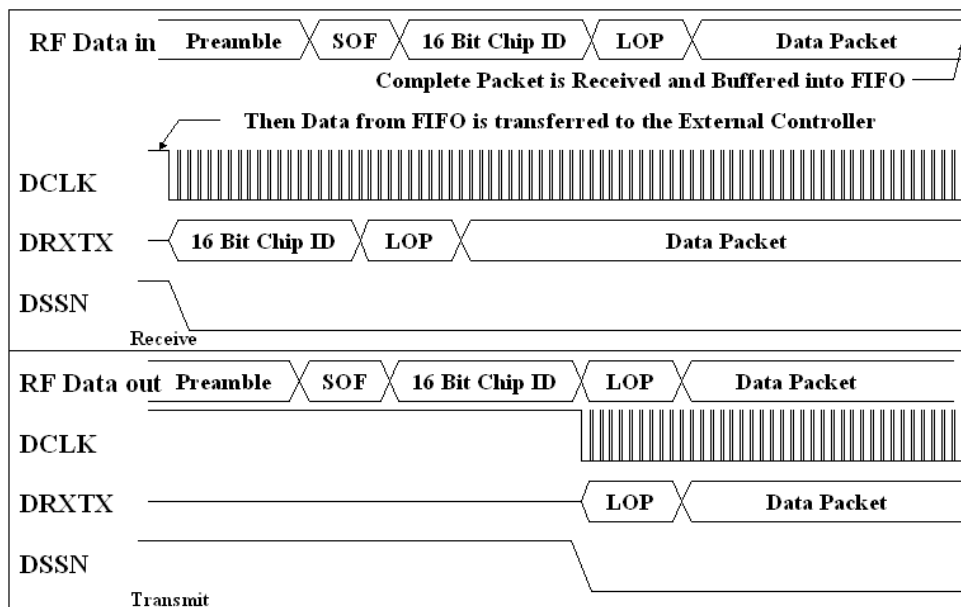 RF Data in Preamble SOF 16 Bit Chip ID LOP Data Packet
Complete Packet is Received and Buffered into FIFO
Then Data from FIFO is transferred to the External Controller
DCLK
DRXTX 16 Bit Chip ID LOP Data Packet
DSSN
Receive
RF Data out Preamble SOF 16 Bit Chip ID LOP Data Packet
DCLK
DRXTX LOP Data Packet
DSSN
Transmit